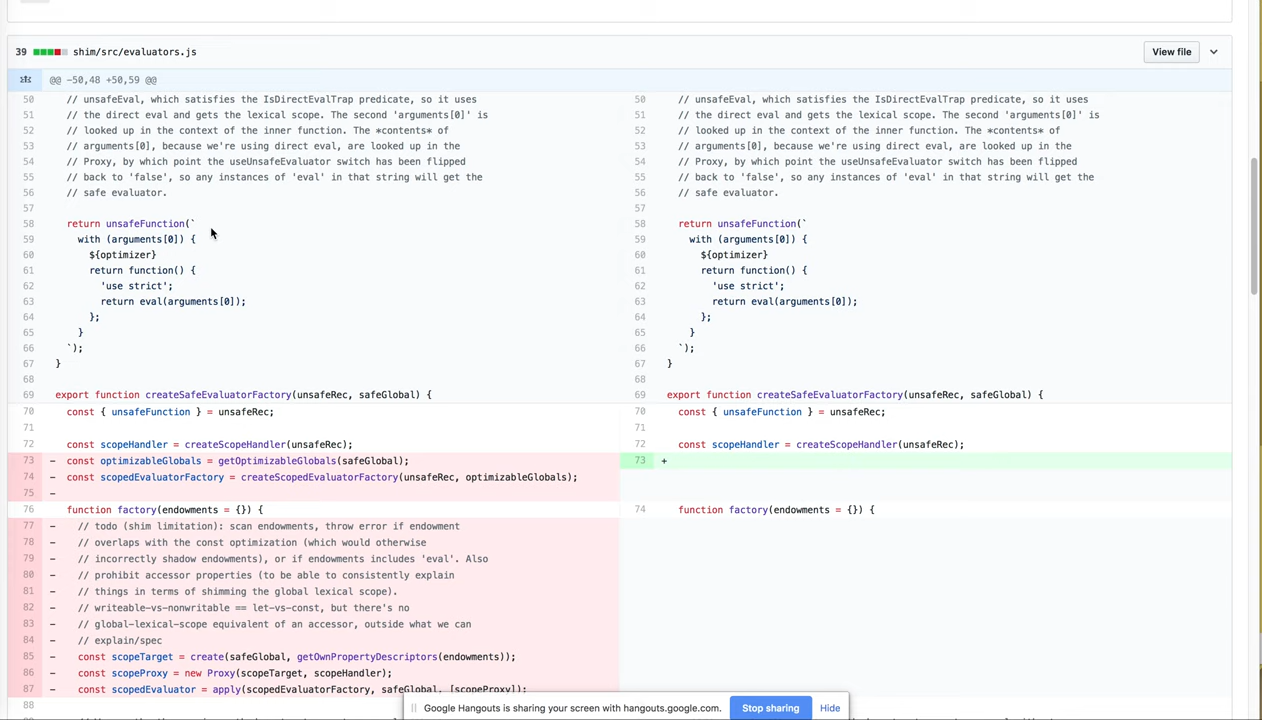 39 shim/src/evaluators.js View file
@@ -50,48 +50,59 @@
50 // unsafeEval, which satisfies the IsDirectEvalTrap predicate, so it uses 50 // unsafeEval, which satisfies the IsDirectEvalTrap predicate, so it uses
51 // the direct eval and gets the lexical scope. The second 'arguments[0]' is 51 // the direct eval and gets the lexical scope. The second 'arguments[0]' is
52 // looked up in the context of the inner function. The *contents* of 52 // looked up in the context of the inner function. The *contents* of
53 // arguments[0], because we're using direct eval, are looked up in the 53 // arguments[0], because we're using direct eval, are looked up in the
54 // Proxy, by which point the useUnsafeEvaluator switch has been flipped 54 // Proxy, by which point the useUnsafeEvaluator switch has been flipped
55 // back to 'false', so any instances of 'eval' in that string will get the 55 // back to 'false', so any instances of 'eval' in that string will get the
56 // safe evaluator. 56 // safe evaluator.
57 57
58 return unsafeFunction(` 58 return unsafeFunction(`
59 with (arguments[0]) { 59 with (arguments[0]) {
60 ${optimizer} 60 ${optimizer}
61 return function() { 61 return function() {
62 'use strict'; 62 'use strict';
63 return eval(arguments[0]); 63 return eval(arguments[0]);
64 }; 64 };
65 } 65 }
66 `); 66 `);
67 } 67 }
68 68
69 export function createSafeEvaluatorFactory(unsafeRec, safeGlobal) { 69 export function createSafeEvaluatorFactory(unsafeRec, safeGlobal) {
70 const { unsafeFunction } = unsafeRec; 70 const { unsafeFunction } = unsafeRec;
71 71
72 const scopeHandler = createScopeHandler(unsafeRec); 72 const scopeHandler = createScopeHandler(unsafeRec);
73 - const optimizableGlobals = getOptimizableGlobals(safeGlobal); 73 +
74 - const scopedEvaluatorFactory = createScopedEvaluatorFactory(unsafeRec, optimizableGlobals);
75 -
76 function factory(endowments = {}) { 74 function factory(endowments = {}) {
77 - // todo (shim limitation): scan endowments, throw error if endowment
78 - // overlaps with the const optimization (which would otherwise
79 - // incorrectly shadow endowments), or if endowments includes 'eval'. Also
80 - // prohibit accessor properties (to be able to consistently explain
81 - // things in terms of shimming the global lexical scope).
82 - // writeable-vs-nonwritable == let-vs-const, but there's no
83 - // global-lexical-scope equivalent of an accessor, outside what we can
84 - // explain/spec
85 - const scopeTarget = create(safeGlobal, getOwnPropertyDescriptors(endowments));
86 - const scopeProxy = new Proxy(scopeTarget, scopeHandler);
87 - const scopedEvaluator = apply(scopedEvaluatorFactory, safeGlobal, [scopeProxy]);
88
Google Hangouts is sharing your screen with hangouts.google.com. Stop sharing Hide